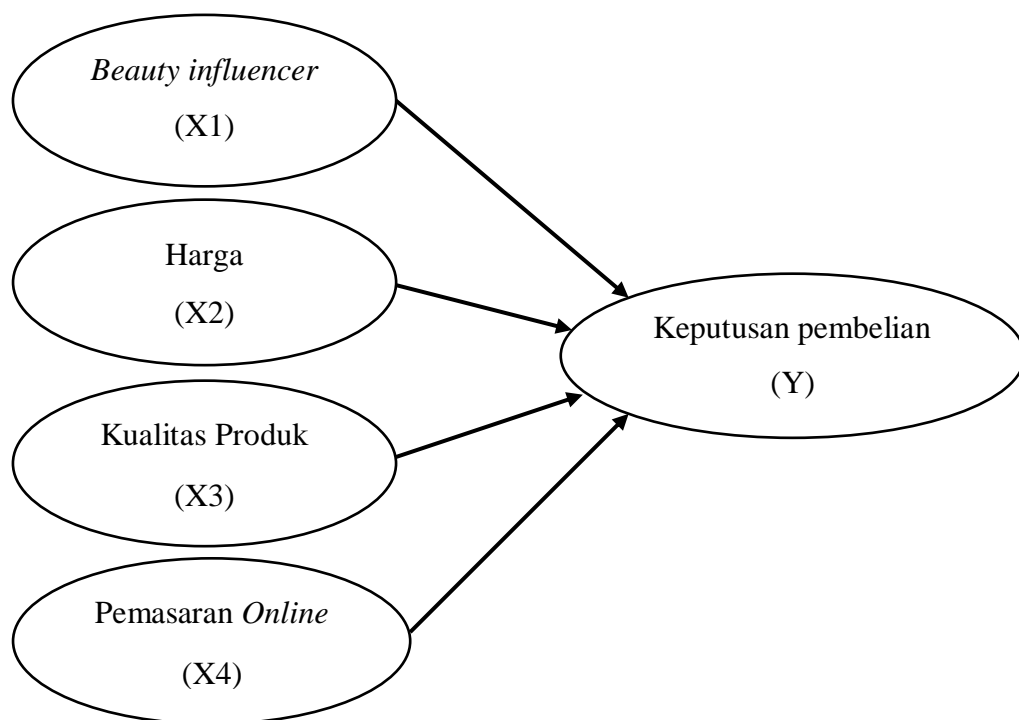 Beauty influencer
(X1)
Harga
(X2)
Keputusan pembelian
(Y)
Kualitas Produk
(X3)
Pemasaran Online
(X4)